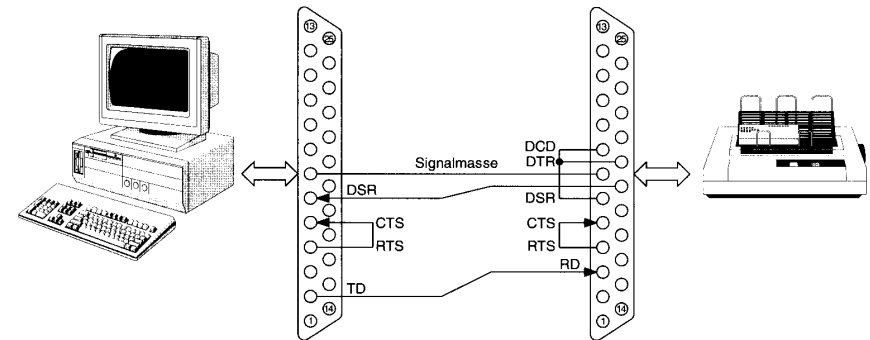 13
25
13
25
DCD
DTR
Signalmasse
DSR
DSR
CTS
CTS
RTS
RTS
RD
TD
14
14
1
1